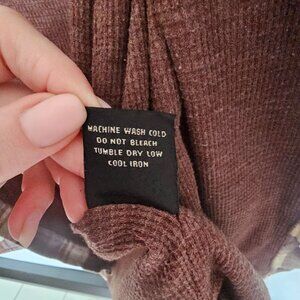 MACHINE WASH COLD
DO NOT BLEACH
TUMBLE DRY LOW
COOL IRON